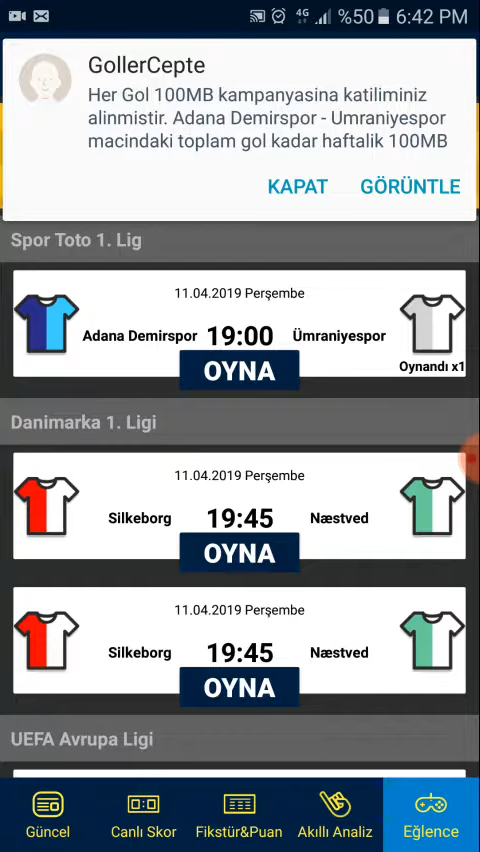 4G %50 6:42 PM
GollerCepte
Her Gol 100MB kampanyasina katiliminiz
alinmistir. Adana Demirspor - Umraniyespor
macindaki toplam gol kadar haftalik 100MB
KAPAT GÖRÜNTLE
Spor Toto 1. Lig
11.04.2019 Perşembe
Adana Demirspor 19:00 Ümraniyespor
OYNA
Oynandı x1
Danimarka 1. Ligi
11.04.2019 Perşembe
Silkeborg 19:45 Næstved
OYNA
11.04.2019 Perşembe
Silkeborg 19:45 Næstved
OYNA
UEFA Avrupa Ligi
Güncel Canlı Skor Fikstür&Puan Akıllı Analiz Eğlence